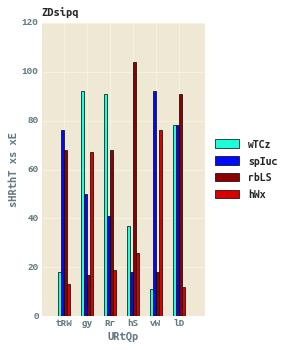 ZDsipq
sHRthT xs xE
120
100
80
60
40
20
0
tRW gy Rr hS vW lD
URtQp
wTCz
spIuc
rbLS
hWx